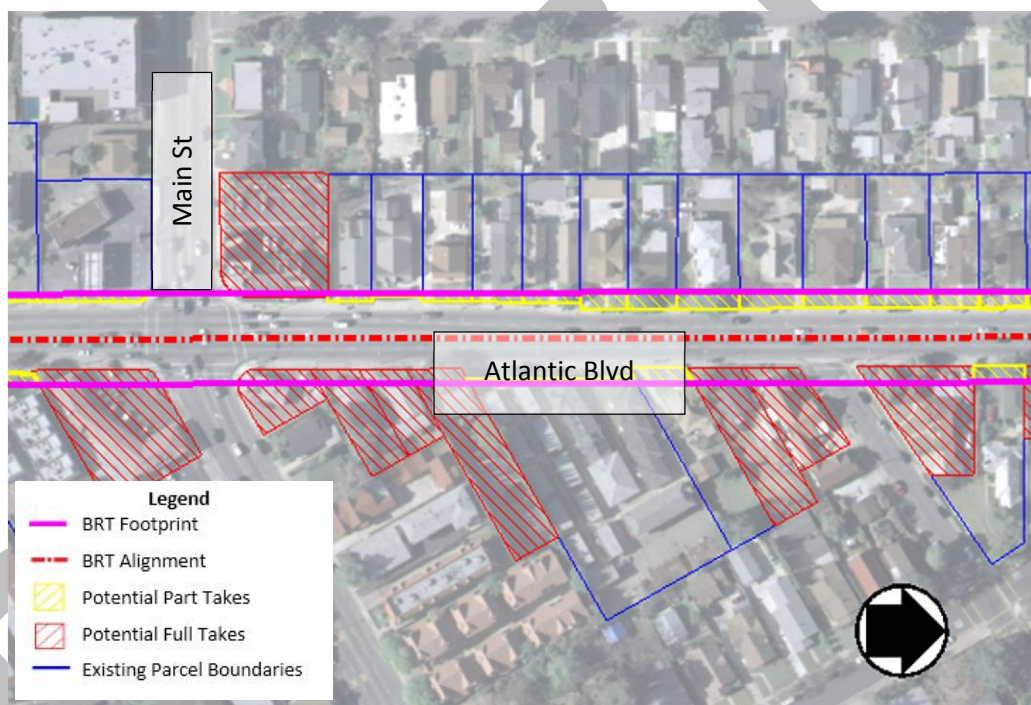 Main St
Atlantic Blvd
Legend
BRT Footprint
BRT Alignment
Potential Part Takes
Potential Full Takes
Existing Parcel Boundaries